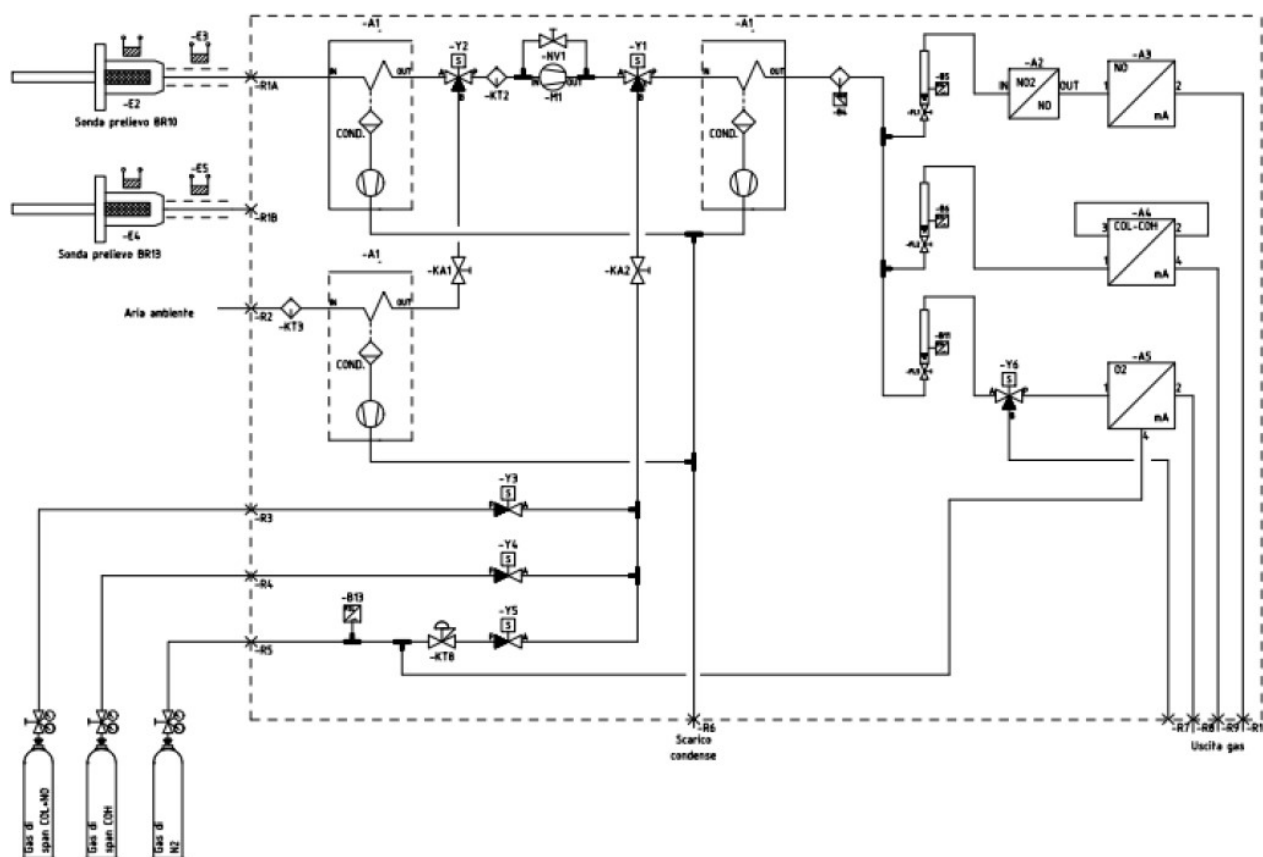 -E3
-E2
Sonda prelievo BR10
-R1A
-A1
IN
OUT
COND.
-Y2
S
A
B
-KT2
-NV1
IN
OUT
-M1
-Y1
S
A
B
-A1
IN
OUT
COND.
-A2
IN
NO2
NO
OUT
-A3
NO
1
2
mA
-E5
-E4
Sonda prelievo BR13
-R1B
-A4
COL-COH
3
2
1
4
mA
Aria ambiente
-R2
-KT3
-A1
IN
OUT
COND.
-KA1
-KA2
-B11
-Y6
S
A
B
-A5
O2
1
2
mA
4
-R3
-Y3
S
-R4
-Y4
S
-R5
-B13
-KT8
-Y5
S
-R6
Scarico
condense
-R7
-R8
-R9
-R1
Uscita gas
Gas di
span COL+NO
Gas di
span COH
Gas di
N2